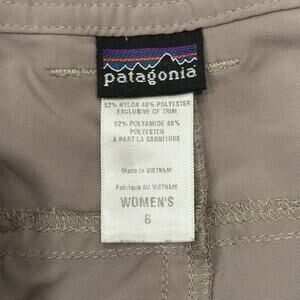 patagonia
52% NYLON 48% POLYESTER
EXCLUSIVE OF TRIM
52% POLYAMIDE 48%
POLYESTER
A PART LA GARNITURE
Made in VIETNAM
Fabriqué AU VIETNAM
WOMEN'S
6